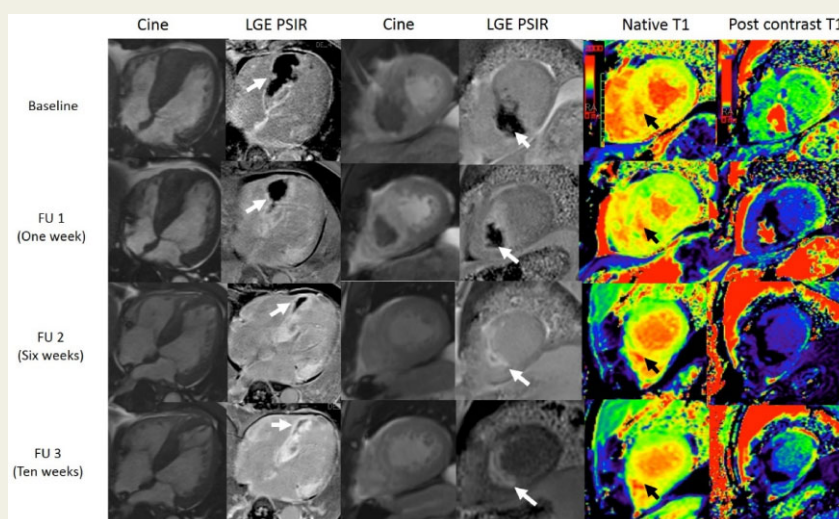 Cine LGE PSIR Cine LGE PSIR Native T1 Post contrast T1
Baseline
FU 1
(One week)
FU 2
(Six weeks)
FU 3
(Ten weeks)